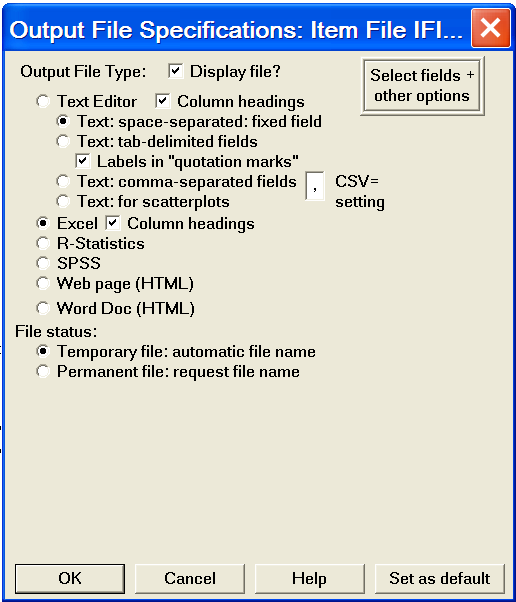 Output File Specifications: Item File IFI...
Output File Type: Display file?
Select fields +
other options
Text Editor Column headings
Text: space-separated: fixed field
Text: tab-delimited fields
Labels in "quotation marks"
Text: comma-separated fields , CSV=
Text: for scatterplots setting
Excel Column headings
R-Statistics
SPSS
Web page (HTML)
Word Doc (HTML)
File status:
Temporary file: automatic file name
Permanent file: request file name
OK Cancel Help Set as default